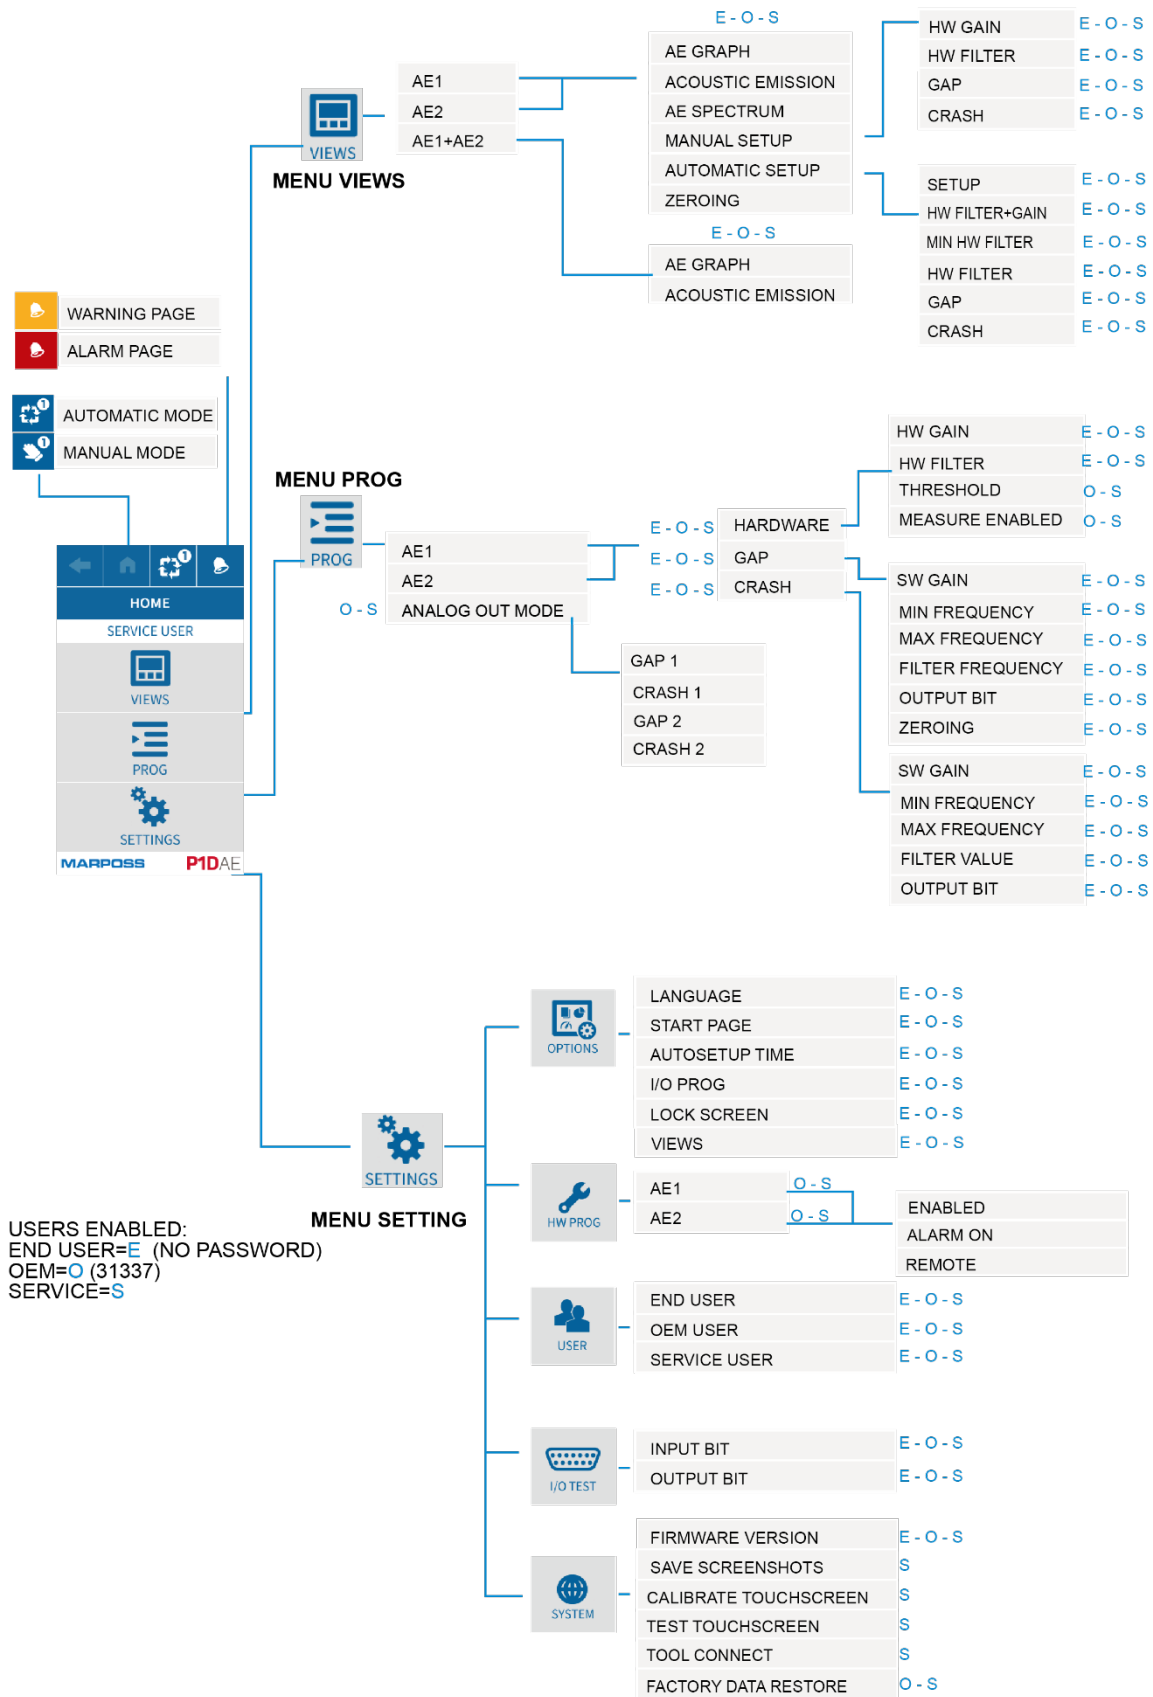 E - O - S
HW GAIN E - O - S
HW FILTER E - O - S
GAP E - O - S
CRASH E - O - S
AE GRAPH
ACOUSTIC EMISSION
AE SPECTRUM
MANUAL SETUP
AUTOMATIC SETUP
ZEROING
AE1
AE2
AE1+AE2
VIEWS
MENU VIEWS
SETUP E - O - S
HW FILTER+GAIN E - O - S
MIN HW FILTER E - O - S
HW FILTER E - O - S
GAP E - O - S
CRASH E - O - S
E - O - S
AE GRAPH
ACOUSTIC EMISSION
WARNING PAGE
ALARM PAGE
1 AUTOMATIC MODE
1 MANUAL MODE
MENU PROG
PROG
AE1
AE2
O - S ANALOG OUT MODE
E - O - S HARDWARE
E - O - S GAP
E - O - S CRASH
HW GAIN E - O - S
HW FILTER E - O - S
THRESHOLD O - S
MEASURE ENABLED O - S
SW GAIN E - O - S
MIN FREQUENCY E - O - S
MAX FREQUENCY E - O - S
FILTER FREQUENCY E - O - S
OUTPUT BIT E - O - S
ZEROING E - O - S
GAP 1
CRASH 1
GAP 2
CRASH 2
SW GAIN E - O - S
MIN FREQUENCY E - O - S
MAX FREQUENCY E - O - S
FILTER VALUE E - O - S
OUTPUT BIT E - O - S
1
HOME
SERVICE USER
VIEWS
PROG
SETTINGS
MARPOSS P1DAE
SETTINGS
MENU SETTING
OPTIONS
LANGUAGE E - O - S
START PAGE E - O - S
AUTOSETUP TIME E - O - S
I/O PROG E - O - S
LOCK SCREEN E - O - S
VIEWS E - O - S
HW PROG
AE1 O - S
AE2 O - S
ENABLED
ALARM ON
REMOTE
USERS ENABLED:
END USER=E (NO PASSWORD)
OEM=O (31337)
SERVICE=S
USER
END USER E - O - S
OEM USER E - O - S
SERVICE USER E - O - S
I/O TEST
INPUT BIT E - O - S
OUTPUT BIT E - O - S
SYSTEM
FIRMWARE VERSION E - O - S
SAVE SCREENSHOTS S
CALIBRATE TOUCHSCREEN S
TEST TOUCHSCREEN S
TOOL CONNECT S
FACTORY DATA RESTORE O - S